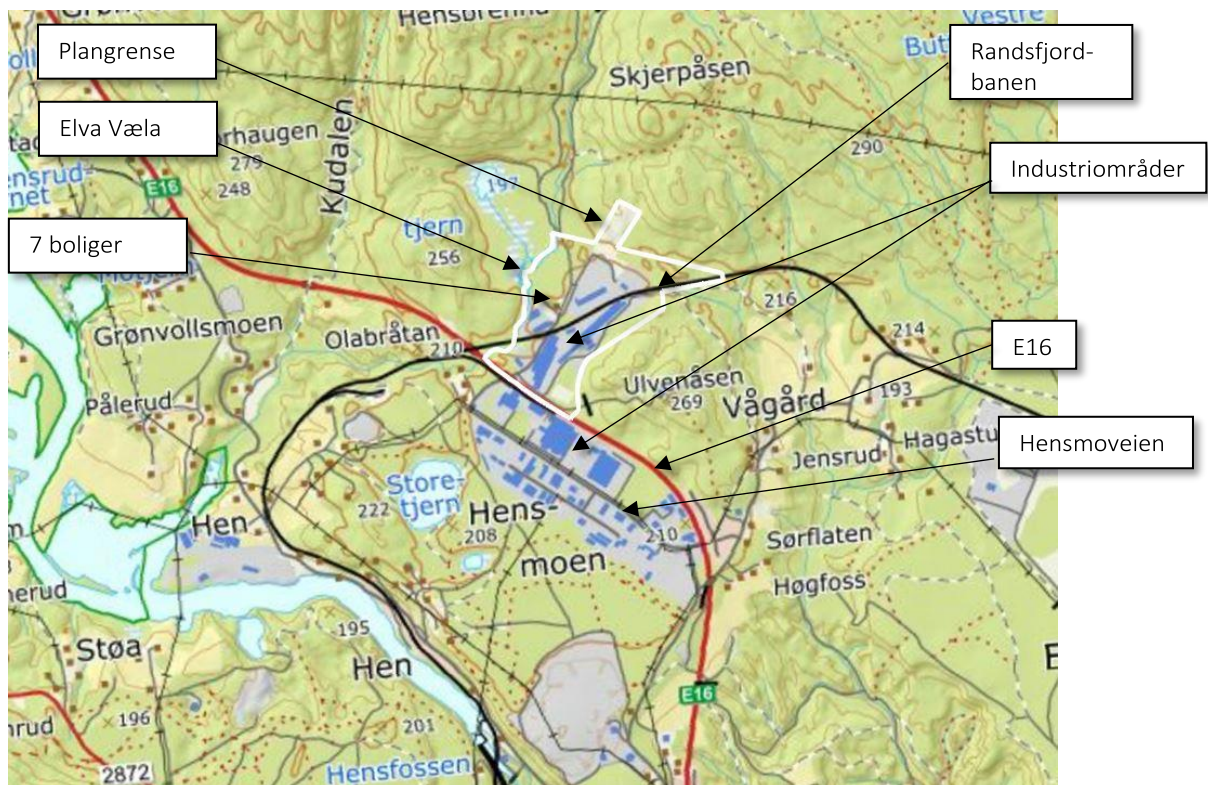 Hensbrenna
Vestre
Plangrense
Randsfjord-
banen
Skjerpåsen
Elva Væla
Kudalen
279
290
E16
248
197
Industriområder
7 boliger
tjern
256
216
Grønvollsmoen
Olabråtan
210
214
E16
Ulvenåsen
269
193
Pålerud
Vågård
Hensmoveien
Jensrud
Store-
tjern
222
Hens-
Hen
208
210
Sørflaten
moen
Høgfoss
Støa
195
Hen
E16
196
201
2872
Hensfossen